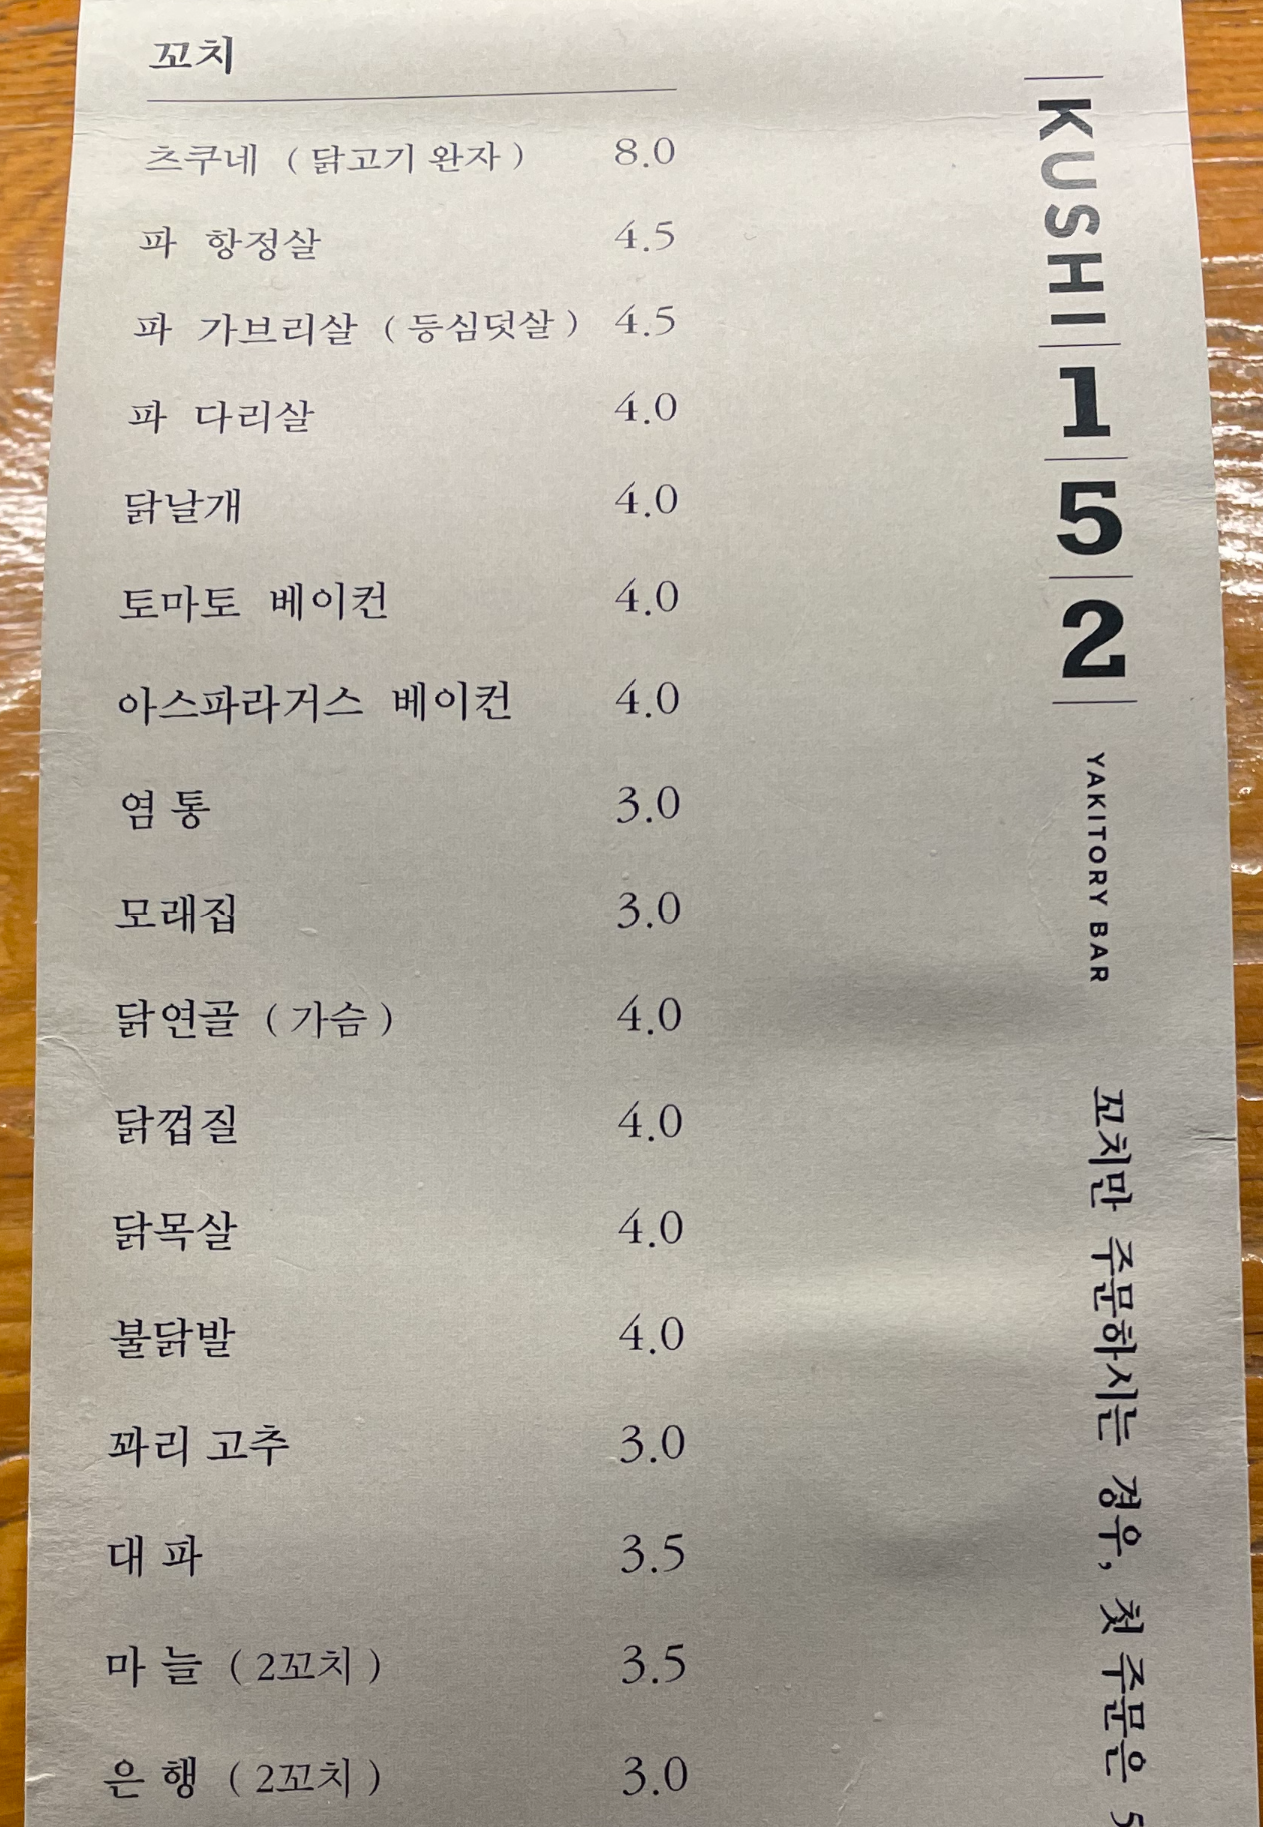 꼬치
츠쿠네 (닭고기 완자) 8.0
파 항정살 4.5
파 가브리살 (등심덧살) 4.5
파 다리살 4.0
닭날개 4.0
토마토 베이컨 4.0
아스파라거스 베이컨 4.0
염통 3.0
모래집 3.0
닭연골 (가슴) 4.0
닭껍질 4.0
닭목살 4.0
불닭발 4.0
꽈리 고추 3.0
대파 3.5
마늘 (2꼬치) 3.5
은행 (2꼬치) 3.0
KUSHI 152
YAKITORY BAR
꼬치만 주문하시는 경우, 첫 주문은 5